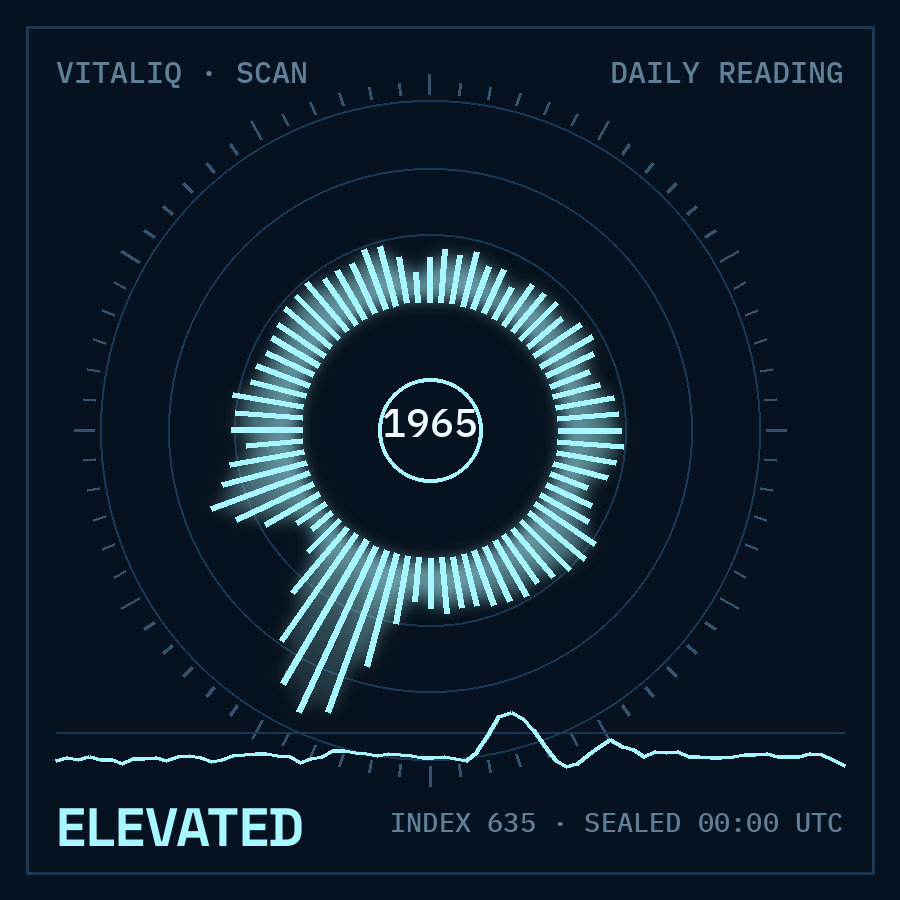 VITALIQ · SCAN
DAILY READING
1965
ELEVATED
INDEX 635 · SEALED 00:00 UTC